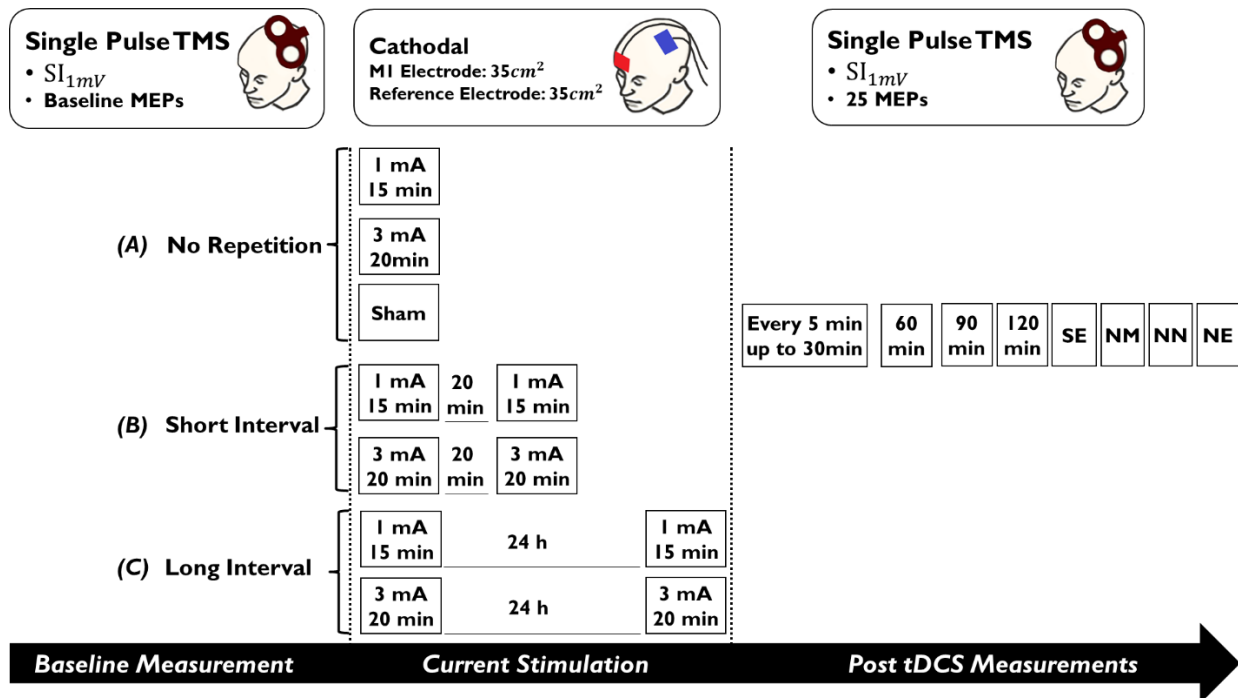 Single Pulse TMS
• SI₁ₘV
• Baseline MEPs
Cathodal
M1 Electrode: 35cm²
Reference Electrode: 35cm²
Single Pulse TMS
• SI₁ₘV
• 25 MEPs
(A) No Repetition
1 mA
15 min
3 mA
20min
Sham
(B) Short Interval
1 mA
15 min
20
min
1 mA
15 min
3 mA
20 min
20
min
3 mA
20 min
(C) Long Interval
1 mA
15 min
24 h
1 mA
15 min
3 mA
20 min
24 h
3 mA
20 min
Every 5 min
up to 30min
60
min
90
min
120
min
SE
NM
NN
NE
Baseline Measurement
Current Stimulation
Post tDCS Measurements